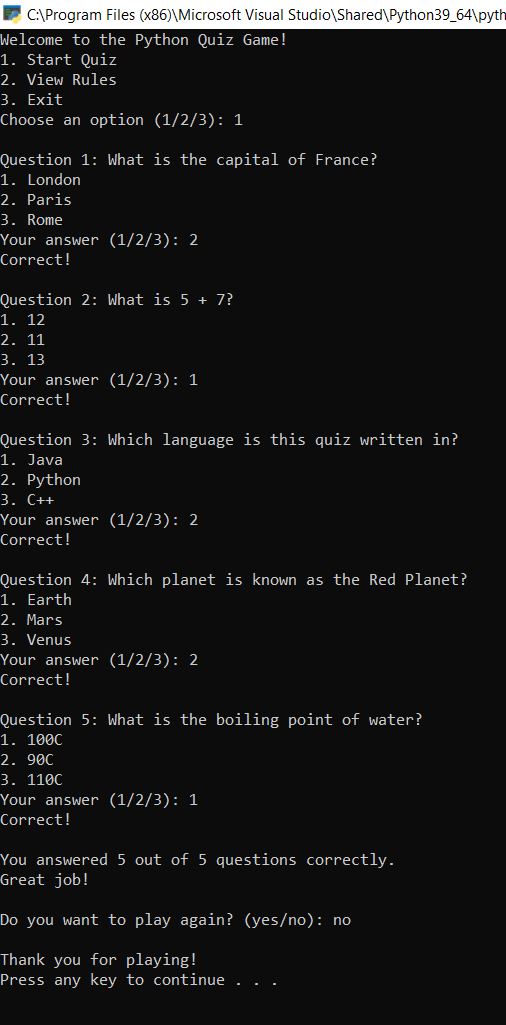 C:\Program Files (x86)\Microsoft Visual Studio\Shared\Python39_64\pyth
Welcome to the Python Quiz Game!
1. Start Quiz
2. View Rules
3. Exit
Choose an option (1/2/3): 1
Question 1: What is the capital of France?
1. London
2. Paris
3. Rome
Your answer (1/2/3): 2
Correct!
Question 2: What is 5 + 7?
1. 12
2. 11
3. 13
Your answer (1/2/3): 1
Correct!
Question 3: Which language is this quiz written in?
1. Java
2. Python
3. C++
Your answer (1/2/3): 2
Correct!
Question 4: Which planet is known as the Red Planet?
1. Earth
2. Mars
3. Venus
Your answer (1/2/3): 2
Correct!
Question 5: What is the boiling point of water?
1. 100C
2. 90C
3. 110C
Your answer (1/2/3): 1
Correct!
You answered 5 out of 5 questions correctly.
Great job!
Do you want to play again? (yes/no): no
Thank you for playing!
Press any key to continue . . .